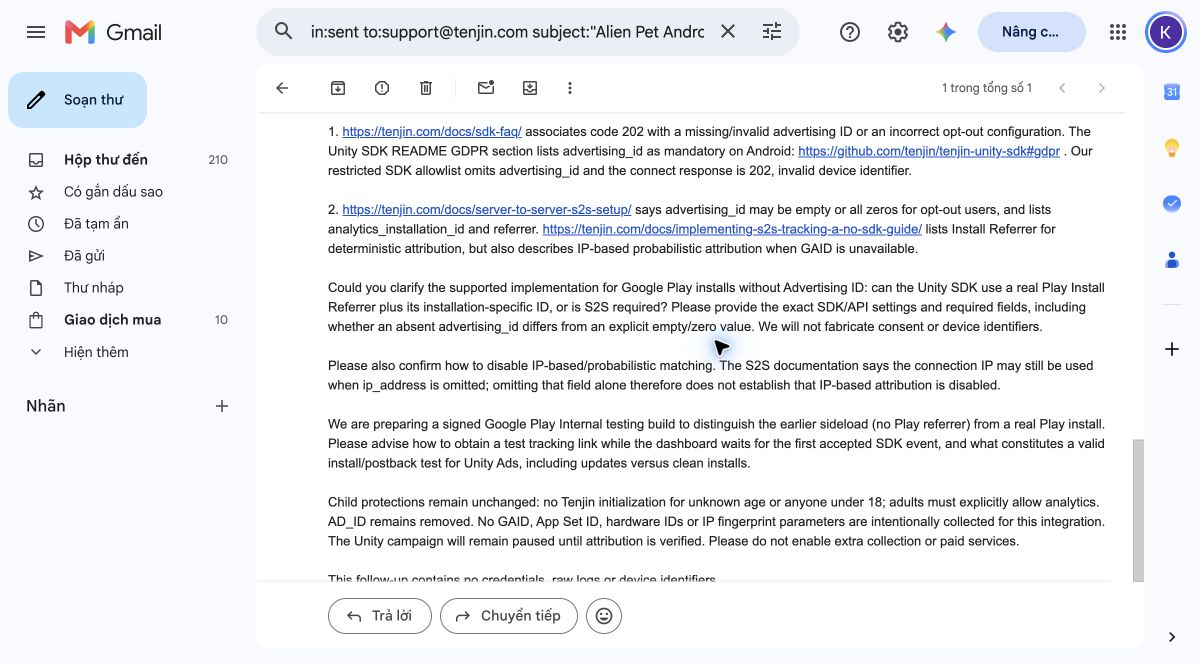 Gmail
in:sent to:support@tenjin.com subject:"Alien Pet Andro
Nâng c...
K
Soạn thư
1 trong tổng số 1
31
Hộp thư đến 210
Có gắn dấu sao
Đã tạm ẩn
Đã gửi
Thư nháp
Giao dịch mua 10
Hiện thêm
Nhãn
1. https://tenjin.com/docs/sdk-faq/ associates code 202 with a missing/invalid advertising ID or an incorrect opt-out configuration. The
Unity SDK README GDPR section lists advertising_id as mandatory on Android: https://github.com/tenjin/tenjin-unity-sdk#gdpr . Our
restricted SDK allowlist omits advertising_id and the connect response is 202, invalid device identifier.
2. https://tenjin.com/docs/server-to-server-s2s-setup/ says advertising_id may be empty or all zeros for opt-out users, and lists
analytics_installation_id and referrer. https://tenjin.com/docs/implementing-s2s-tracking-a-no-sdk-guide/ lists Install Referrer for
deterministic attribution, but also describes IP-based probabilistic attribution when GAID is unavailable.
Could you clarify the supported implementation for Google Play installs without Advertising ID: can the Unity SDK use a real Play Install
Referrer plus its installation-specific ID, or is S2S required? Please provide the exact SDK/API settings and required fields, including
whether an absent advertising_id differs from an explicit empty/zero value. We will not fabricate consent or device identifiers.
Please also confirm how to disable IP-based/probabilistic matching. The S2S documentation says the connection IP may still be used
when ip_address is omitted; omitting that field alone therefore does not establish that IP-based attribution is disabled.
We are preparing a signed Google Play Internal testing build to distinguish the earlier sideload (no Play referrer) from a real Play install.
Please advise how to obtain a test tracking link while the dashboard waits for the first accepted SDK event, and what constitutes a valid
install/postback test for Unity Ads, including updates versus clean installs.
Child protections remain unchanged: no Tenjin initialization for unknown age or anyone under 18; adults must explicitly allow analytics.
AD_ID remains removed. No GAID, App Set ID, hardware IDs or IP fingerprint parameters are intentionally collected for this integration.
The Unity campaign will remain paused until attribution is verified. Please do not enable extra collection or paid services.
This follow-up contains no credentials, raw logs or device identifiers.
Trả lời
Chuyển tiếp